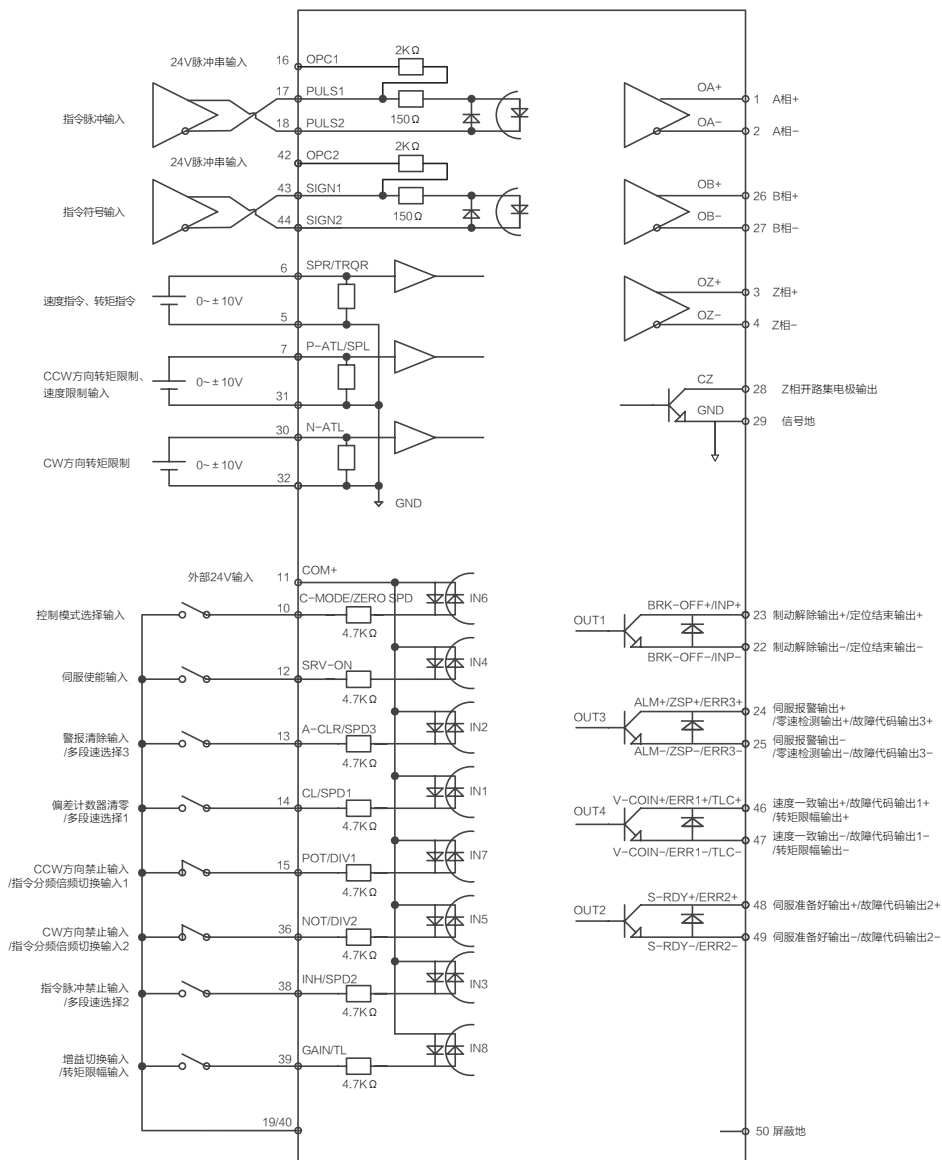 24V脉冲串输入
16
OPC1
2KΩ
17
PULS1
指令脉冲输入
150Ω
18
PULS2
24V脉冲串输入
42
OPC2
2KΩ
43
SIGN1
指令符号输入
150Ω
44
SIGN2
6
SPR/TRQR
速度指令、转矩指令
0~±10V
5
7
P-ATL/SPL
CCW方向转矩限制、
速度限制输入
0~±10V
31
30
N-ATL
CW方向转矩限制
0~±10V
32
GND
外部24V输入
11
COM+
控制模式选择输入
10
C-MODE/ZERO SPD
4.7KΩ
IN6
伺服使能输入
12
SRV-ON
4.7KΩ
IN4
警报清除输入
/多段速选择3
13
A-CLR/SPD3
4.7KΩ
IN2
偏差计数器清零
/多段速选择1
14
CL/SPD1
4.7KΩ
IN1
CCW方向禁止输入
/指令分频倍频切换输入1
15
POT/DIV1
4.7KΩ
IN7
CW方向禁止输入
/指令分频倍频切换输入2
36
NOT/DIV2
4.7KΩ
IN5
指令脉冲禁止输入
/多段速选择2
38
INH/SPD2
4.7KΩ
IN3
增益切换输入
/转矩限幅输入
39
GAIN/TL
4.7KΩ
IN8
19/40
OA+
1 A相+
OA-
2 A相-
OB+
26 B相+
OB-
27 B相-
OZ+
3 Z相+
OZ-
4 Z相-
CZ
28 Z相开路集电极输出
GND
29 信号地
OUT1
BRK-OFF+/INP+
23 制动解除输出+/定位结束输出+
BRK-OFF-/INP-
22 制动解除输出-/定位结束输出-
OUT3
ALM+/ZSP+/ERR3+
24 伺服报警输出+
/零速检测输出+/故障代码输出3+
ALM-/ZSP-/ERR3-
25 伺服报警输出-
/零速检测输出-/故障代码输出3-
OUT4
V-COIN+/ERR1+/TLC+
46 速度一致输出+/故障代码输出1+
/转矩限幅输出+
V-COIN-/ERR1-/TLC-
47 速度一致输出-/故障代码输出1-
/转矩限幅输出-
OUT2
S-RDY+/ERR2+
48 伺服准备好输出+/故障代码输出2+
S-RDY-/ERR2-
49 伺服准备好输出-/故障代码输出2-
50 屏蔽地